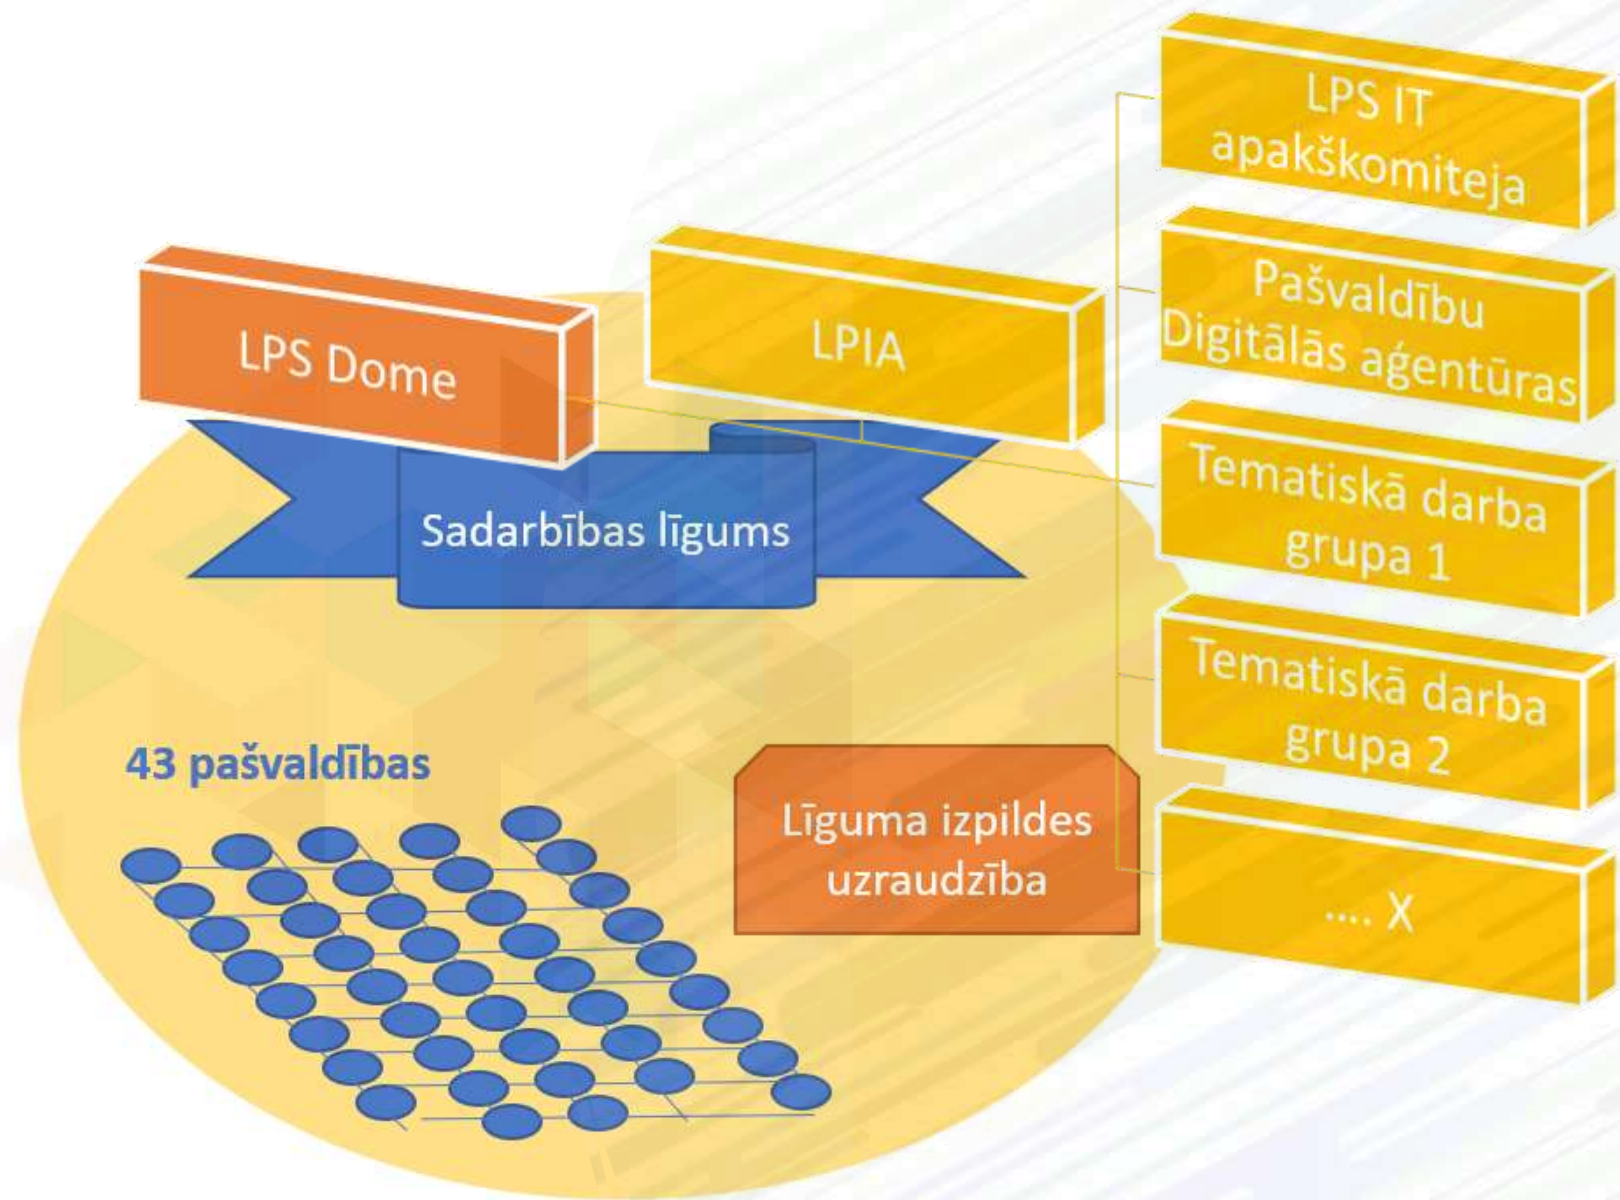 LPS Dome
LPIA
LPS IT
apakškomiteja
Pašvaldību
Digitālās aģentūras
Tematiskā darba
grupa 1
Tematiskā darba
grupa 2
.... X
Sadarbības līgums
43 pašvaldības
Līguma izpildes
uzraudzība